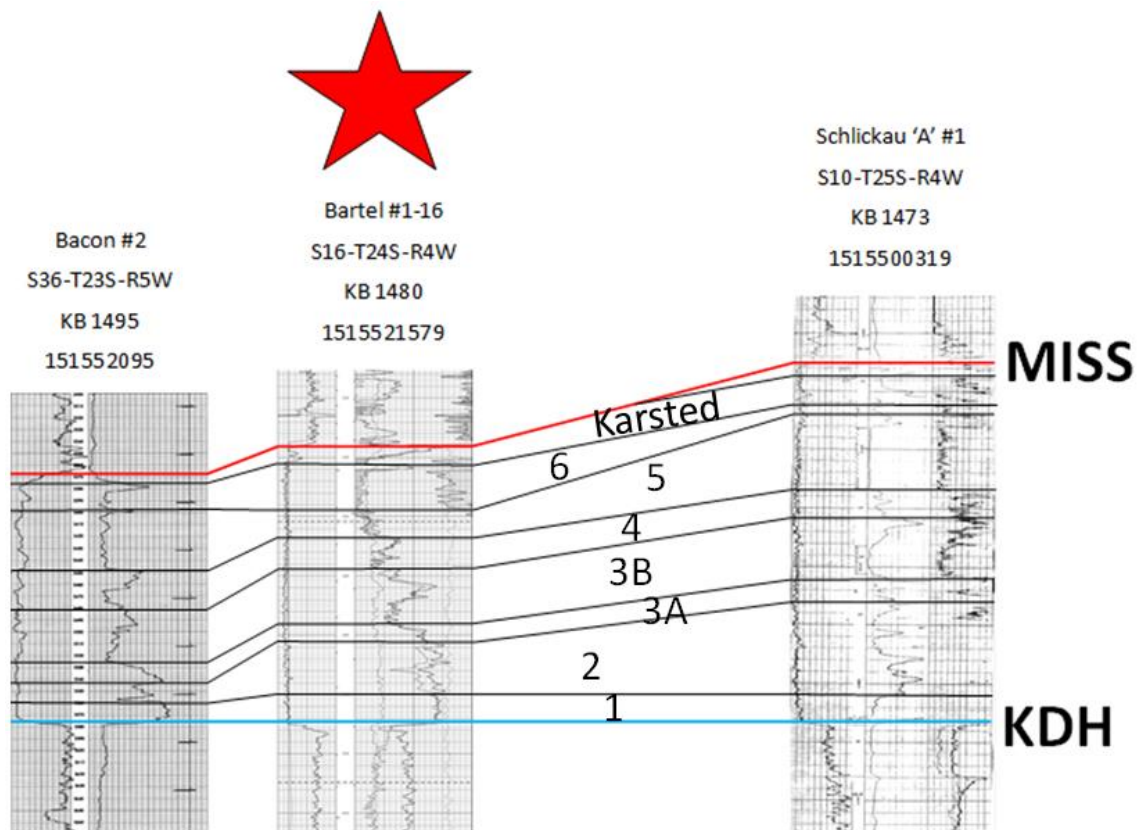 Bacon #2
S36-T23S-R5W
KB 1495
151552095
Bartel #1-16
S16-T24S-R4W
KB 1480
1515521579
Schlickau ‘A’ #1
S10-T25S-R4W
KB 1473
1515500319
MISS
Karsted
6
5
4
3B
3A
2
1
KDH